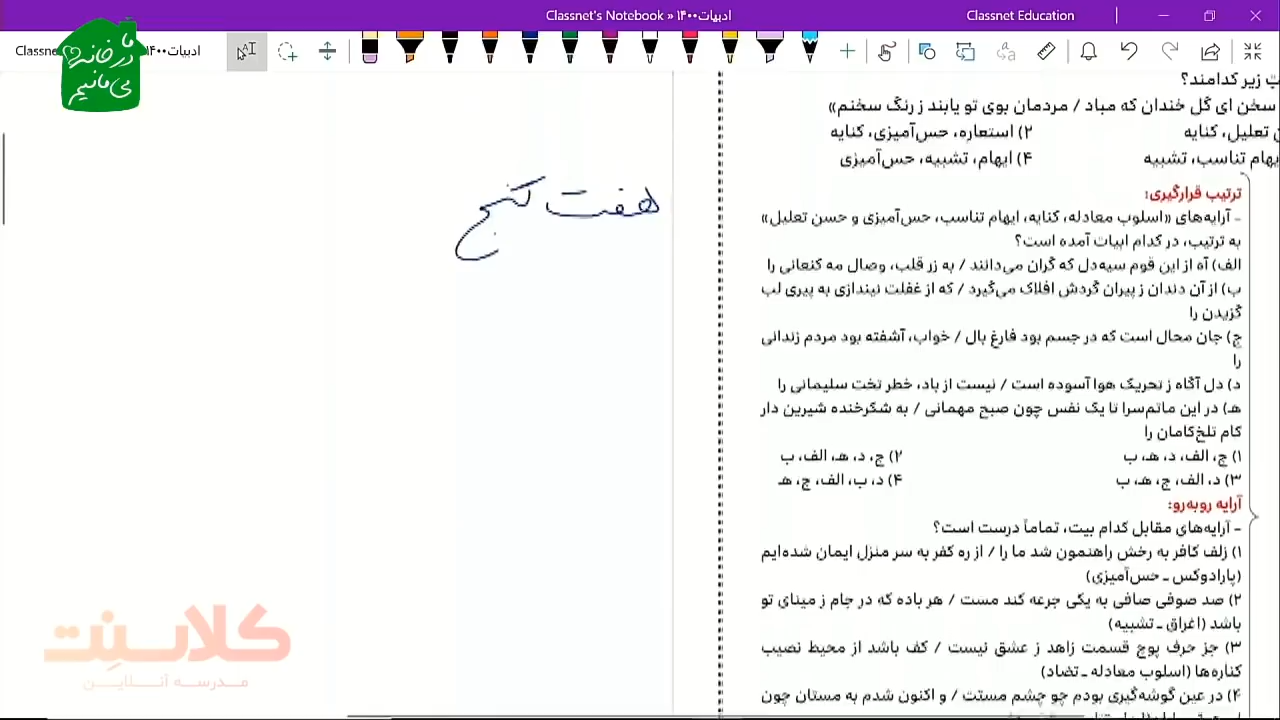 Classnet's Notebook » ادبیات۱۴۰۰
Classnet Education
ادبیات۱۴۰۰
ما
در خانه
می‌مانیم
هفت گنج
ت زیر کدامند؟
سخن ای گل خندان که مباد / مردمان بوی تو یابند ز رنگ سخنم»
تعلیل، کنایه
۲) استعاره، حس‌آمیزی، کنایه
یهام تناسب، تشبیه
۴) ایهام، تشبیه، حس‌آمیزی
ترتیب قرارگیری:
- آرایه‌های «اسلوب معادله، کنایه، ایهام تناسب، حس‌آمیزی و حسن تعلیل»
به ترتیب، در کدام ابیات آمده است؟
الف) آه از این قوم سیه‌دل که گران می‌دانند / به زر قلب، وصال مه کنعانی را
ب) از آن دندان ز پیران گردش افلاک می‌گیرد / که از غفلت نیندازی به پیری لب
گزیدن را
ج) جان محال است که در جسم بود فارغ بال / خواب، آشفته بود مردم زندانی
را
د) دل آگاه ز تحریک هوا آسوده است / نیست از باد، خطر تخت سلیمانی را
هـ) در این ماتم‌سرا تا یک نفس چون صبح مهمانی / به شکرخنده شیرین دار
کام تلخ‌کامان را
۱) ج، الف، د، هـ، ب
۲) ج، د، هـ، الف، ب
۳) د، الف، ج، هـ، ب
۴) د، ب، الف، ج، هـ
آرایه روبه‌رو:
- آرایه‌های مقابل کدام بیت، تماماً درست است؟
۱) زلف کافر به رخش راهنمون شد ما را / از ره کفر به سر منزل ایمان شده‌ایم
(پارادوکس ـ حس‌آمیزی)
۲) صد صوفی صافی به یکی جرعه کند مست / هر باده که در جام ز مینای تو
باشد (اغراق ـ تشبیه)
۳) جز حرف پوچ قسمت زاهد ز عشق نیست / کف باشد از محیط نصیب
کناره‌ها (اسلوب معادله ـ تضاد)
۴) در عین گوشه‌گیری بودم چو چشم مستت / و اکنون شدم به مستان چون
کلاسنت
مدرسه آنلاین